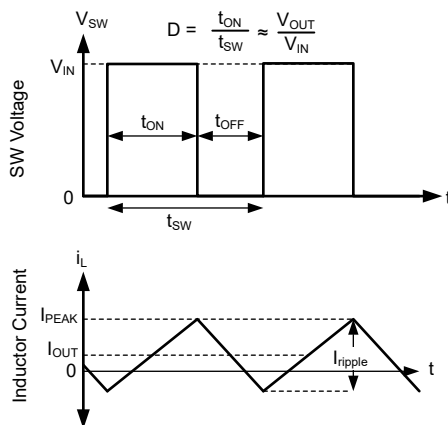 V_SW
D = t_ON / t_SW ≈ V_OUT / V_IN
V_IN
SW Voltage
t_ON
t_OFF
0
t
t_SW
i_L
Inductor Current
I_PEAK
I_OUT
I_ripple
0
t